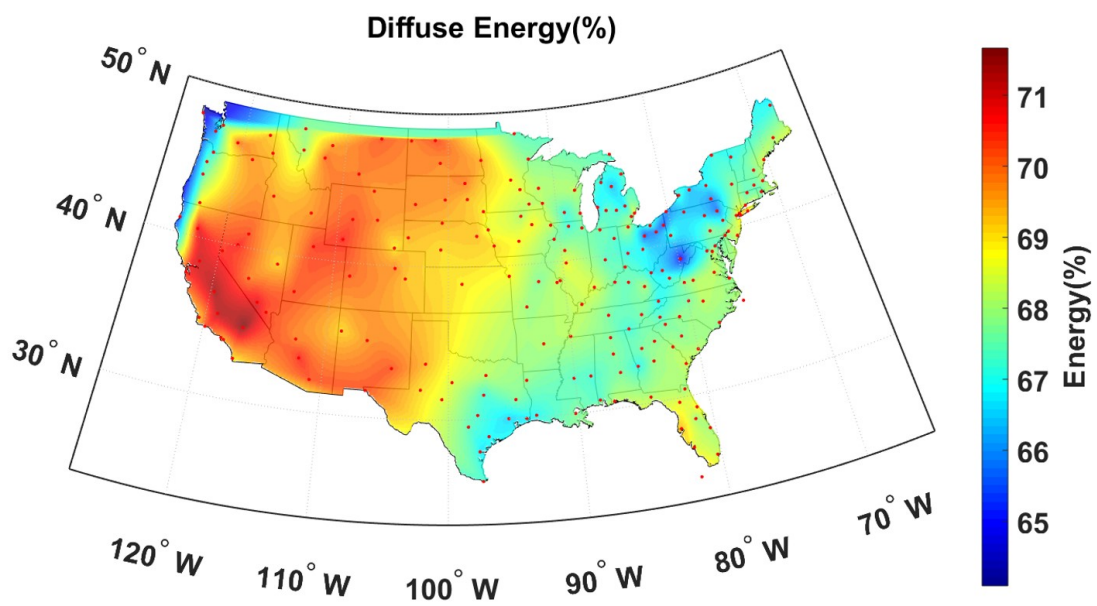 Diffuse Energy(%)
50° N
40° N
30° N
120° W
110° W
100° W
90° W
80° W
70° W
71
70
69
68
67
66
65
Energy(%)